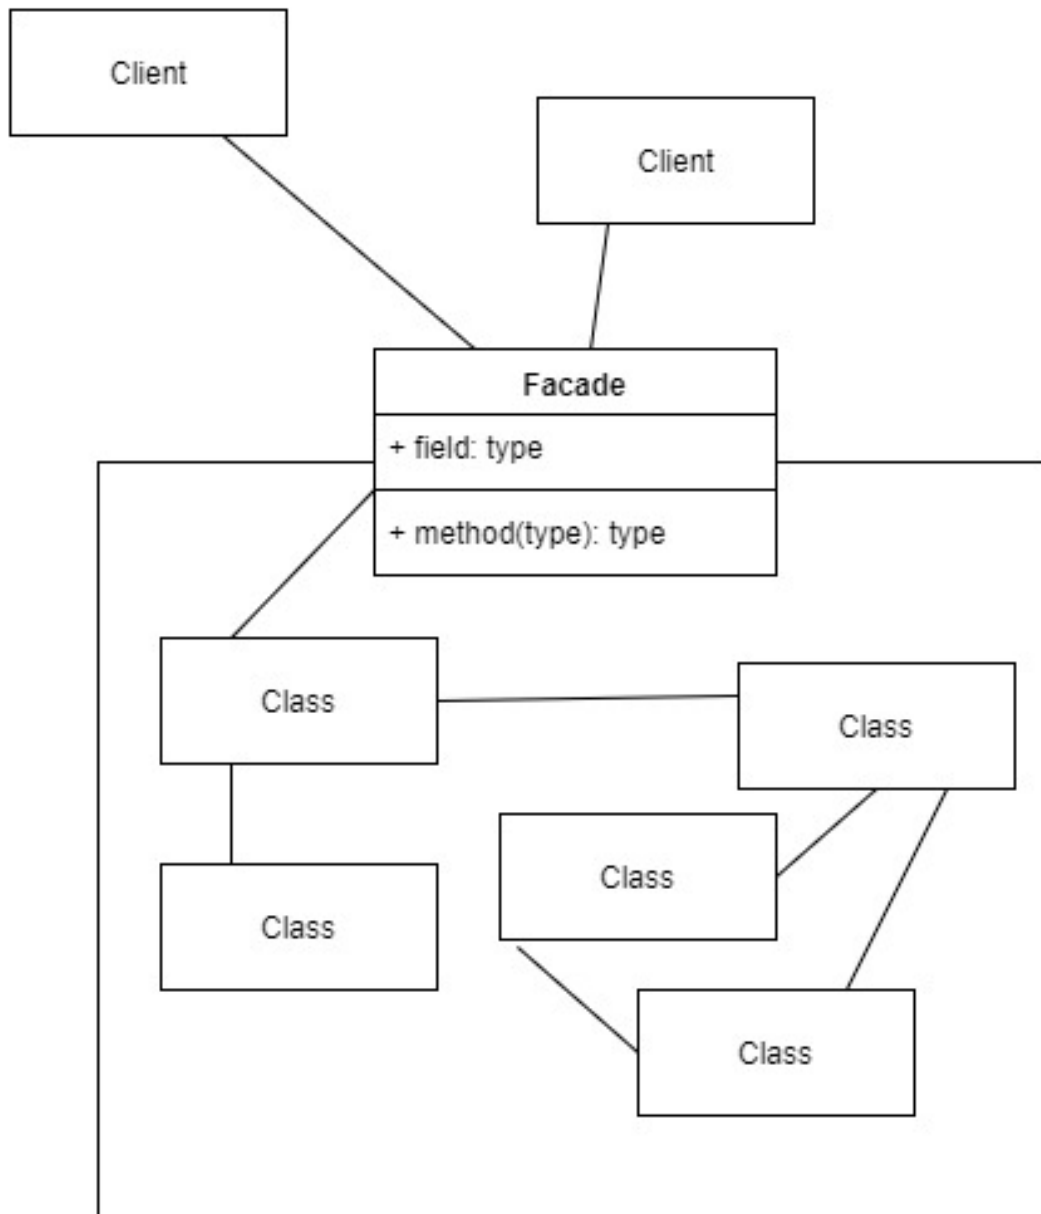 Client
Client
Facade
+ field: type
+ method(type): type
Class
Class
Class
Class
Class